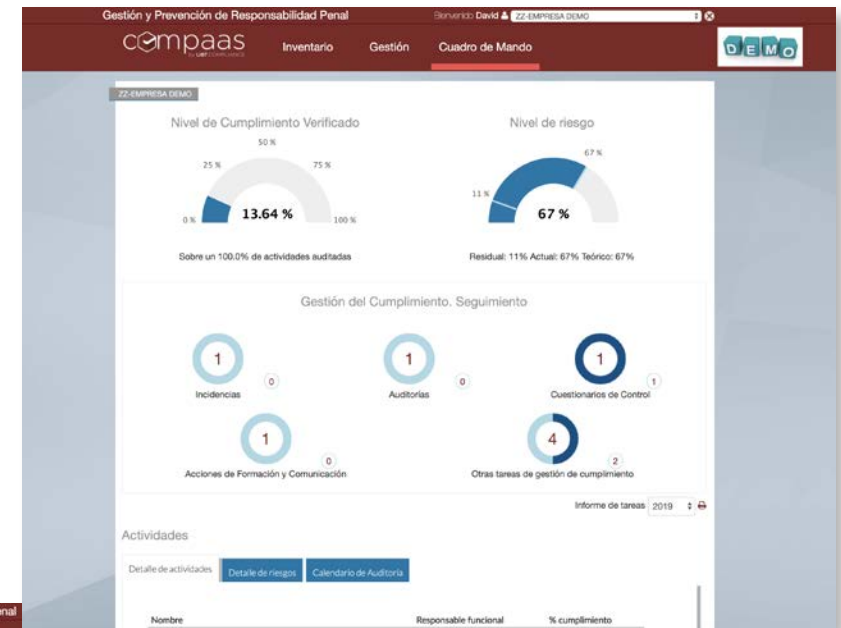 Gestión y Prevención de Responsabilidad Penal
Bienvenido David ZZ-EMPRESA DEMO
compaas
by LIST COMPLIANCE
Inventario Gestión Cuadro de Mando
DEMO
ZZ-EMPRESA DEMO
Nivel de Cumplimiento Verificado
Nivel de riesgo
50 %
67 %
25 % 75 %
11 %
0 % 13.64 % 100 %
67 %
Sobre un 100.0% de actividades auditadas
Residual: 11% Actual: 67% Teórico: 67%
Gestión del Cumplimiento. Seguimiento
1 1 1
0 0 1
Incidencias Auditorías Cuestionarios de Control
1 4
0 2
Acciones de Formación y Comunicación Otras tareas de gestión de cumplimiento
Informe de tareas 2019
Actividades
Detalle de actividades Detalle de riesgos Calendario de Auditoría
Nombre Responsable funcional % cumplimiento
enal